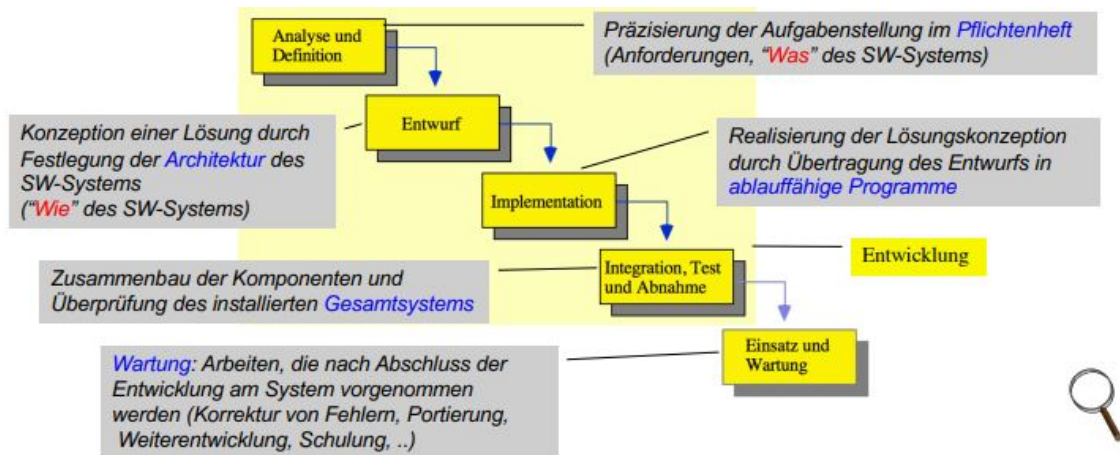 Analyse und
Definition
Präzisierung der Aufgabenstellung im Pflichtenheft
(Anforderungen, “Was” des SW-Systems)
Entwurf
Konzeption einer Lösung durch
Festlegung der Architektur des
SW-Systems
(“Wie” des SW-Systems)
Realisierung der Lösungskonzeption
durch Übertragung des Entwurfs in
ablauffähige Programme
Implementation
Entwicklung
Zusammenbau der Komponenten und
Überprüfung des installierten Gesamtsystems
Integration, Test
und Abnahme
Wartung: Arbeiten, die nach Abschluss der
Entwicklung am System vorgenommen
werden (Korrektur von Fehlern, Portierung,
Weiterentwicklung, Schulung, ..)
Einsatz und
Wartung